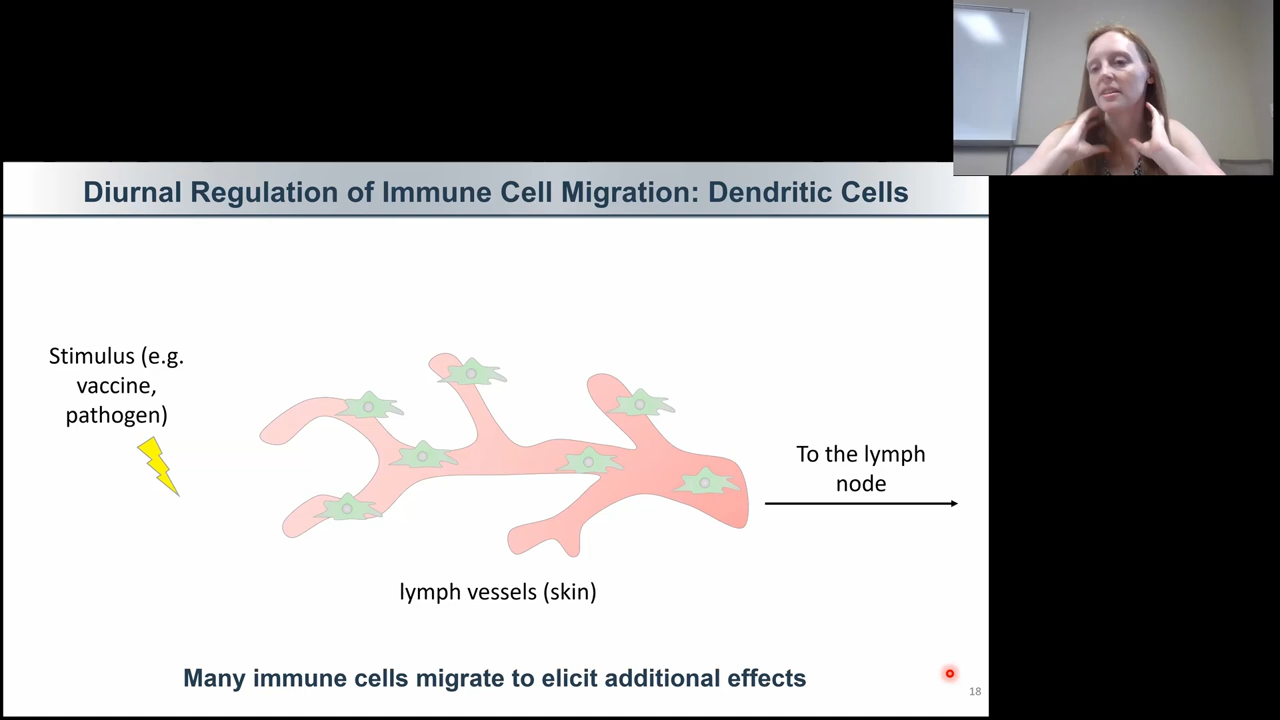 Diurnal Regulation of Immune Cell Migration: Dendritic Cells
Stimulus (e.g.
vaccine,
pathogen)
To the lymph
node
lymph vessels (skin)
Many immune cells migrate to elicit additional effects
18